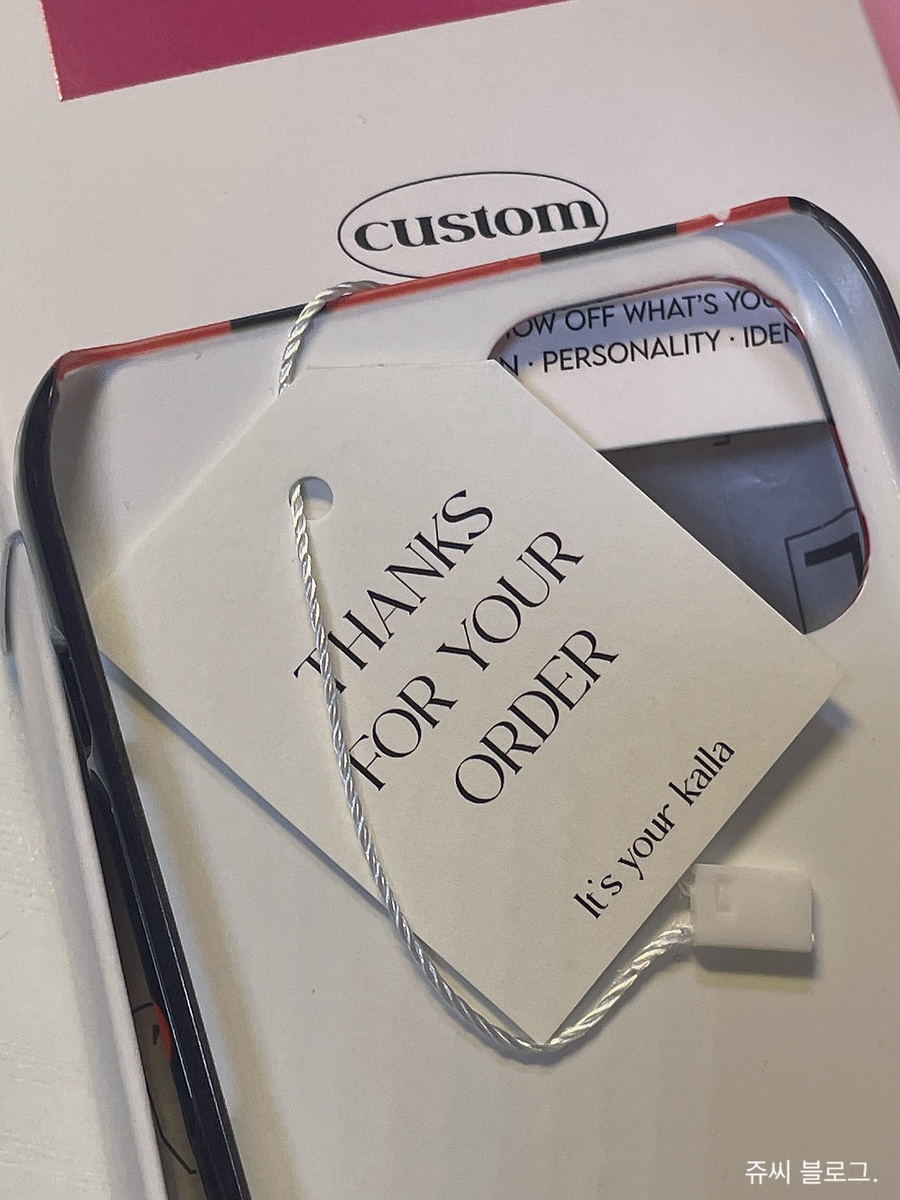 custom
OW OFF WHAT'S YOU
N · PERSONALITY · IDEN
THANKS
FOR YOUR
ORDER
It's your kalla
쥬씨 블로그.